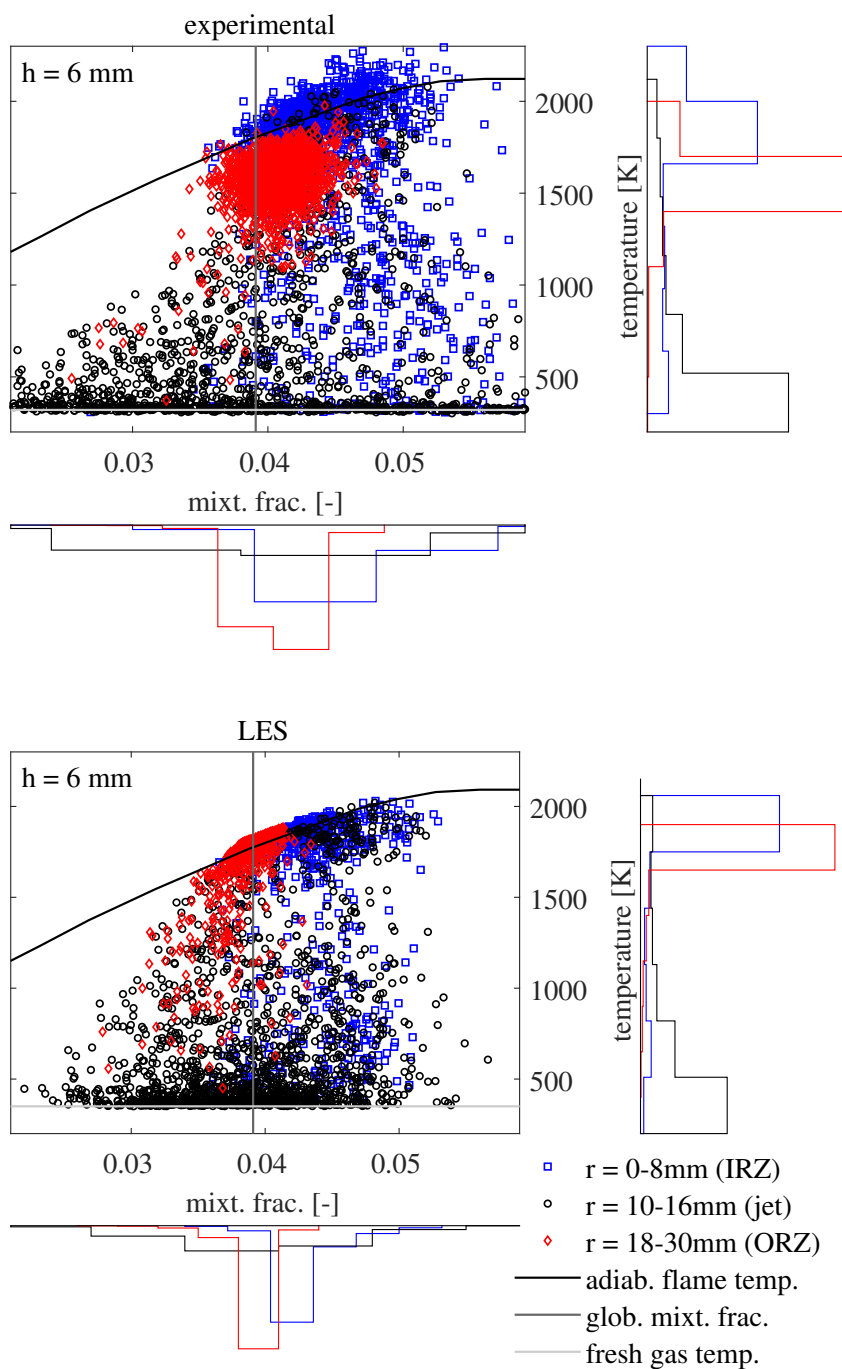 experimental
h = 6 mm
2000
1500
1000
500
temperature [K]
0.03 0.04 0.05
mixt. frac. [-]
LES
h = 6 mm
2000
1500
1000
500
temperature [K]
0.03 0.04 0.05
mixt. frac. [-]
r = 0-8mm (IRZ)
r = 10-16mm (jet)
r = 18-30mm (ORZ)
adiab. flame temp.
glob. mixt. frac.
fresh gas temp.